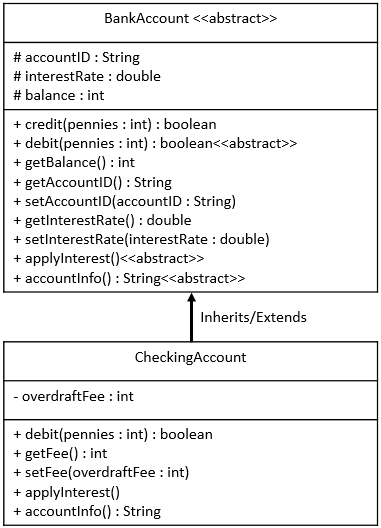 BankAccount <<abstract>>
# accountID : String
# interestRate : double
# balance : int
+ credit(pennies : int) : boolean
+ debit(pennies : int) : boolean<<abstract>>
+ getBalance() : int
+ getAccountID() : String
+ setAccountID(accountID : String)
+ getInterestRate() : double
+ setInterestRate(interestRate : double)
+ applyInterest()<<abstract>>
+ accountInfo() : String<<abstract>>
Inherits/Extends
CheckingAccount
- overdraftFee : int
+ debit(pennies : int) : boolean
+ getFee() : int
+ setFee(overdraftFee : int)
+ applyInterest()
+ accountInfo() : String